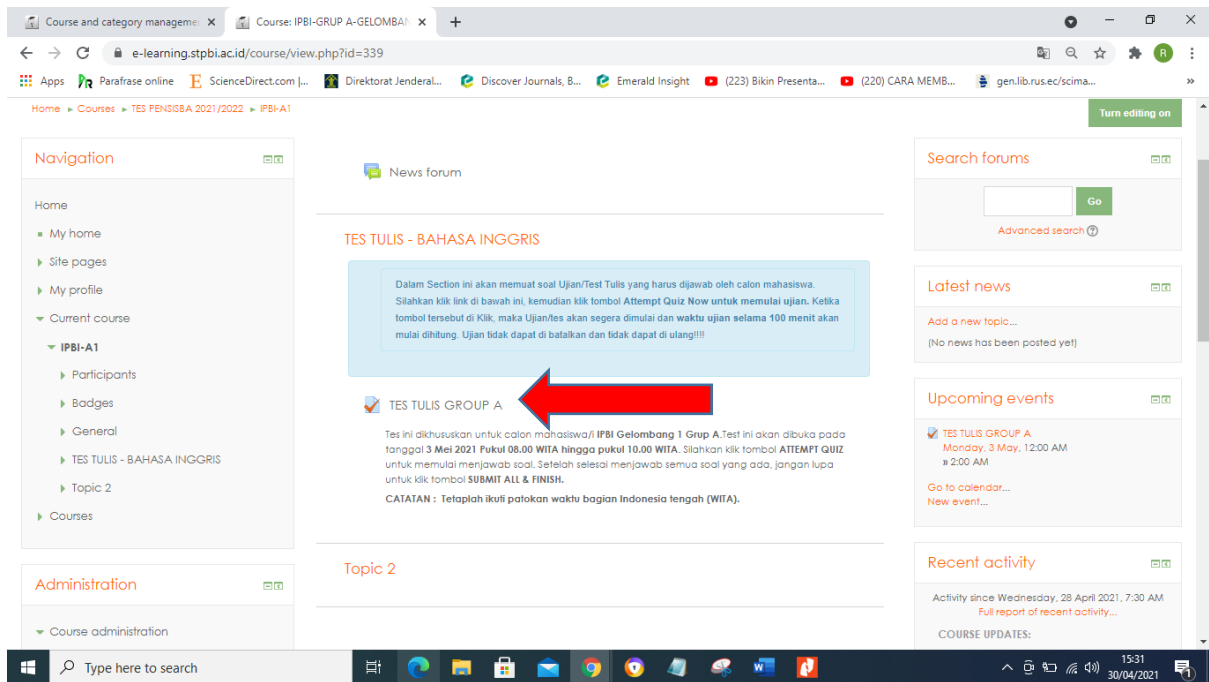 Course and category managemen
Course: IPBI-GRUP A-GELOMBAN
e-learning.stpbi.ac.id/course/view.php?id=339
R
Apps
Parafrase online
ScienceDirect.com |...
Direktorat Jenderal...
Discover Journals, B...
Emerald Insight
(223) Bikin Presenta...
(220) CARA MEMB...
gen.lib.rus.ec/scima...
»
Home ► Courses ► TES PENSISBA 2021/2022 ► IPBI-A1
Turn editing on
Navigation
Home
My home
Site pages
My profile
Current course
IPBI-A1
Participants
Badges
General
TES TULIS - BAHASA INGGRIS
Topic 2
Courses
Administration
Course administration
News forum
TES TULIS - BAHASA INGGRIS
Dalam Section ini akan memuat soal Ujian/Test Tulis yang harus dijawab oleh calon mahasiswa.
Silahkan klik link di bawah ini, kemudian klik tombol Attempt Quiz Now untuk memulai ujian. Ketika
tombol tersebut di Klik, maka Ujian/tes akan segera dimulai dan waktu ujian selama 100 menit akan
mulai dihitung. Ujian tidak dapat di batalkan dan tidak dapat di ulang!!!!
TES TULIS GROUP A
Tes ini dikhususkan untuk calon mahasiswa/i IPBI Gelombang 1 Grup A.Test ini akan dibuka pada
tanggal 3 Mei 2021 Pukul 08.00 WITA hingga pukul 10.00 WITA. Silahkan klik tombol ATTEMPT QUIZ
untuk memulai menjawab soal. Setelah selesai menjawab semua soal yang ada, jangan lupa
untuk klik tombol SUBMIT ALL & FINISH.
CATATAN : Tetaplah ikuti patokan waktu bagian Indonesia tengah (WITA).
Topic 2
Search forums
Go
Advanced search
Latest news
Add a new topic...
(No news has been posted yet)
Upcoming events
TES TULIS GROUP A
Monday, 3 May, 12:00 AM
» 2:00 AM
Go to calendar...
New event...
Recent activity
Activity since Wednesday, 28 April 2021, 7:30 AM
Full report of recent activity...
COURSE UPDATES:
Type here to search
15:31
30/04/2021
1